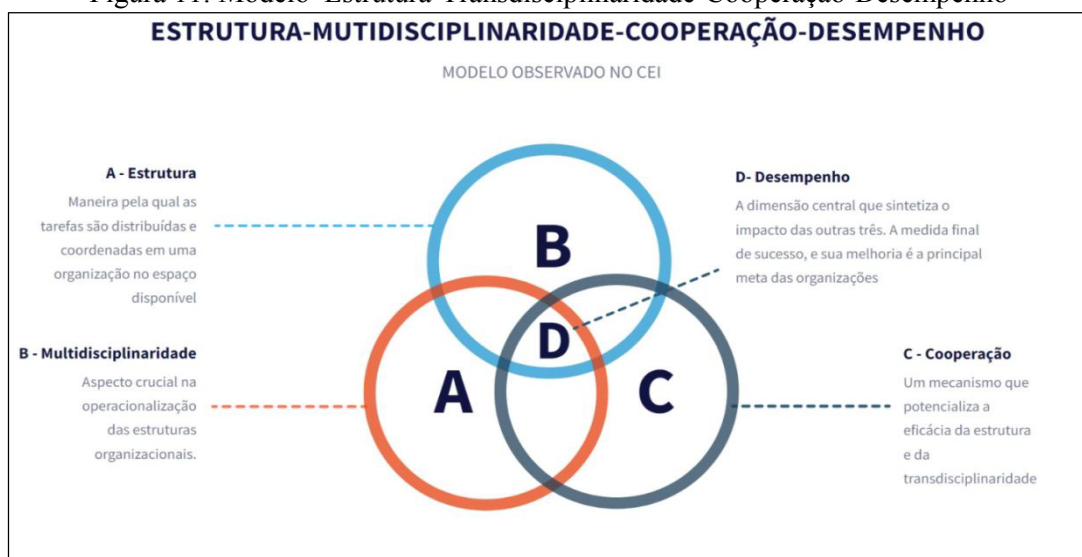 Figura 11: Modelo Estrutura-Transdisciplinaridade-Cooperação-Desempenho
ESTRUTURA-MUTIDISCIPLINARIDADE-COOPERAÇÃO-DESEMPENHO
MODELO OBSERVADO NO CEI
A - Estrutura
Maneira pela qual as
tarefas são distribuídas e
coordenadas em uma
organização no espaço
disponível
B - Multidisciplinaridade
Aspecto crucial na
operacionalização
das estruturas
organizacionais.
B
D
A
C
D- Desempenho
A dimensão central que sintetiza o
impacto das outras três. A medida final
de sucesso, e sua melhoria é a principal
meta das organizações
C - Cooperação
Um mecanismo que
potencializa a
eficácia da estrutura
e da
transdisciplinaridade